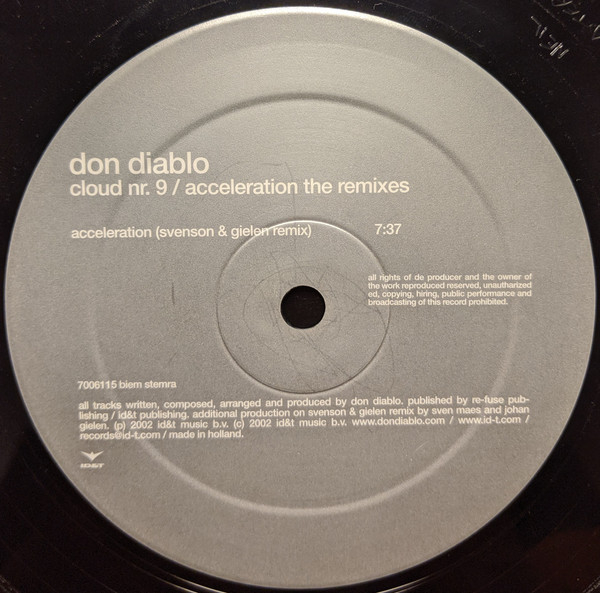 don diablo
cloud nr. 9 / acceleration the remixes
acceleration (svenson & gielen remix) 7:37
all rights of de producer and the owner of
the work reproduced reserved, unautharized
ed, copying, hiring, public performance and
broadcasting of this record prohibited.
7006115 biem stemra
all tracks written, composed, arranged and produced by don diablo. published by re-fuse pub-
lishing / id&t publishing. additional production on svenson & gielen remix by sven maes and johan
gielen. (p) 2002 id&t music b.v. (c) 2002 id&t music b.v. www.dondiablo.com / www.id-t.com /
records@id-t.com / made in holland.
ID&T